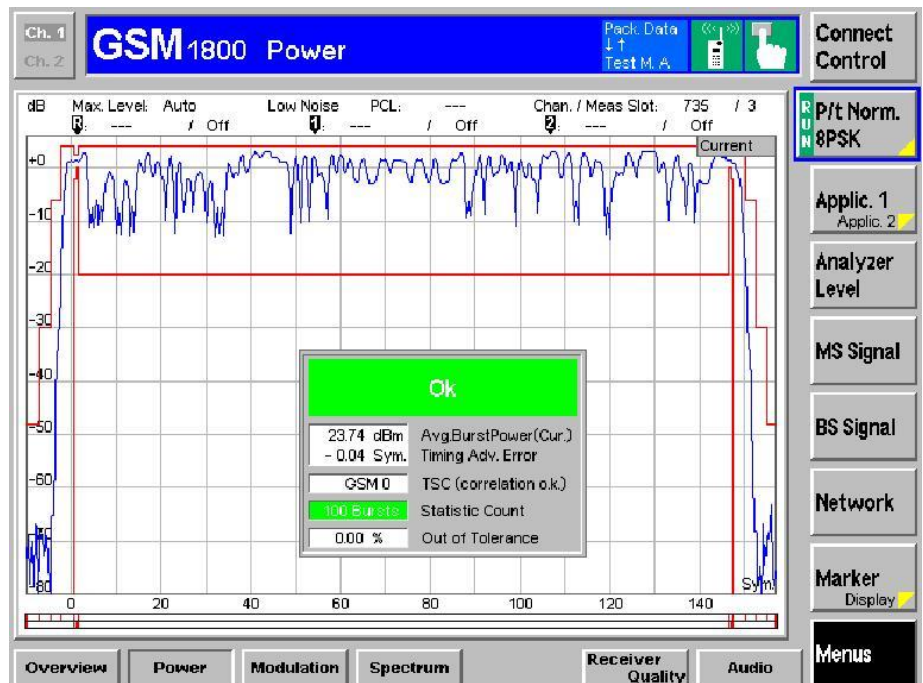 Ch. 1
Ch. 2
GSM 1800 Power
Pack. Data
↓↑
Test M. A.
Connect
Control
dB Max. Level: Auto Low Noise PCL: --- Chan. / Meas Slot: 735 / 3
R: --- / Off 1: --- / Off 2: --- / Off
Current
RUN
P/t Norm.
8PSK
Applic. 1
Applic. 2
Analyzer
Level
MS Signal
BS Signal
Network
Marker
Display
Menus
+0
-10
-20
-30
-40
-50
-60
-80
Sym.
0 20 40 60 80 100 120 140
Ok
23.74 dBm Avg.BurstPower(Cur.)
- 0.04 Sym. Timing Adv. Error
GSM 0 TSC (correlation o.k.)
100 Bursts Statistic Count
0.00 % Out of Tolerance
Overview
Power
Modulation
Spectrum
Receiver
Quality
Audio